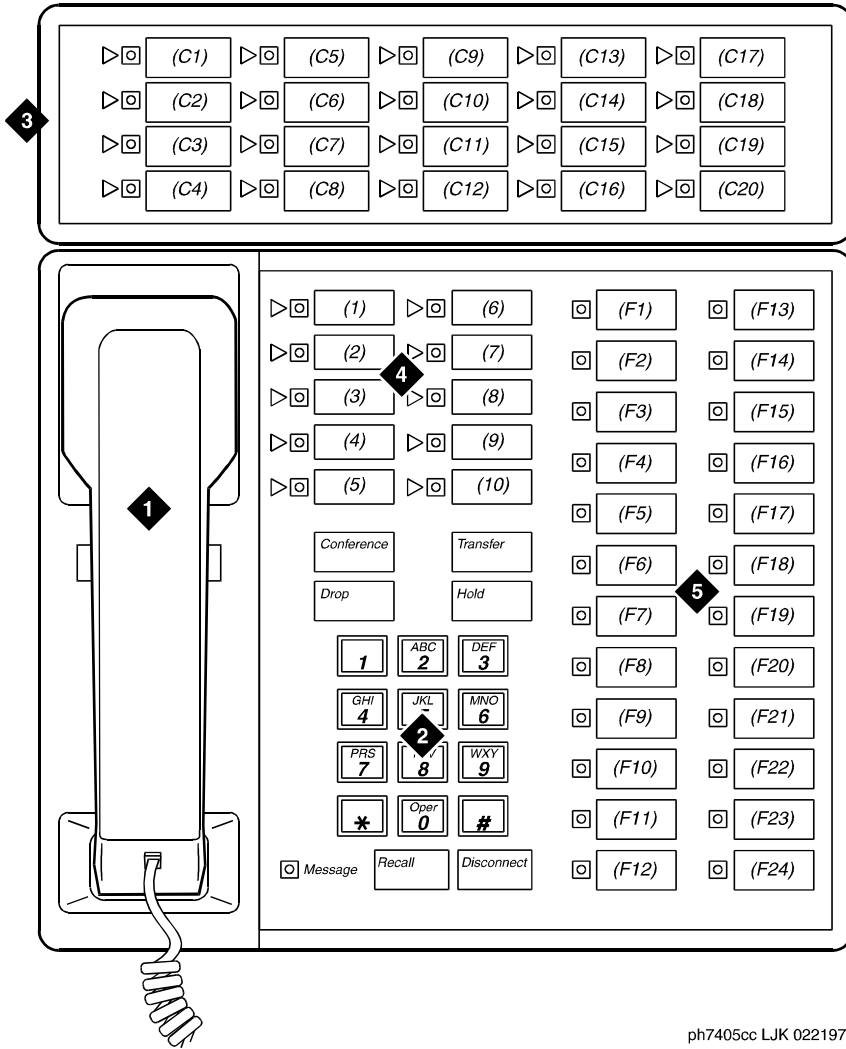 (C1) (C5) (C9) (C13) (C17)
(C2) (C6) (C10) (C14) (C18)
3
(C3) (C7) (C11) (C15) (C19)
(C4) (C8) (C12) (C16) (C20)
(1) (6) (F1) (F13)
(2) (7) (F2) (F14)
4
(3) (8) (F3) (F15)
(4) (9) (F4) (F16)
(5) (10) (F5) (F17)
1
Conference Transfer (F6) (F18)
5
Drop Hold (F7) (F19)
1 ABC 2 DEF 3 (F8) (F20)
GHI 4 JKL MNO 6 (F9) (F21)
2
PRS 7 8 WXY 9 (F10) (F22)
* Oper 0 # (F11) (F23)
Message Recall Disconnect (F12) (F24)
ph7405cc LJK 022197